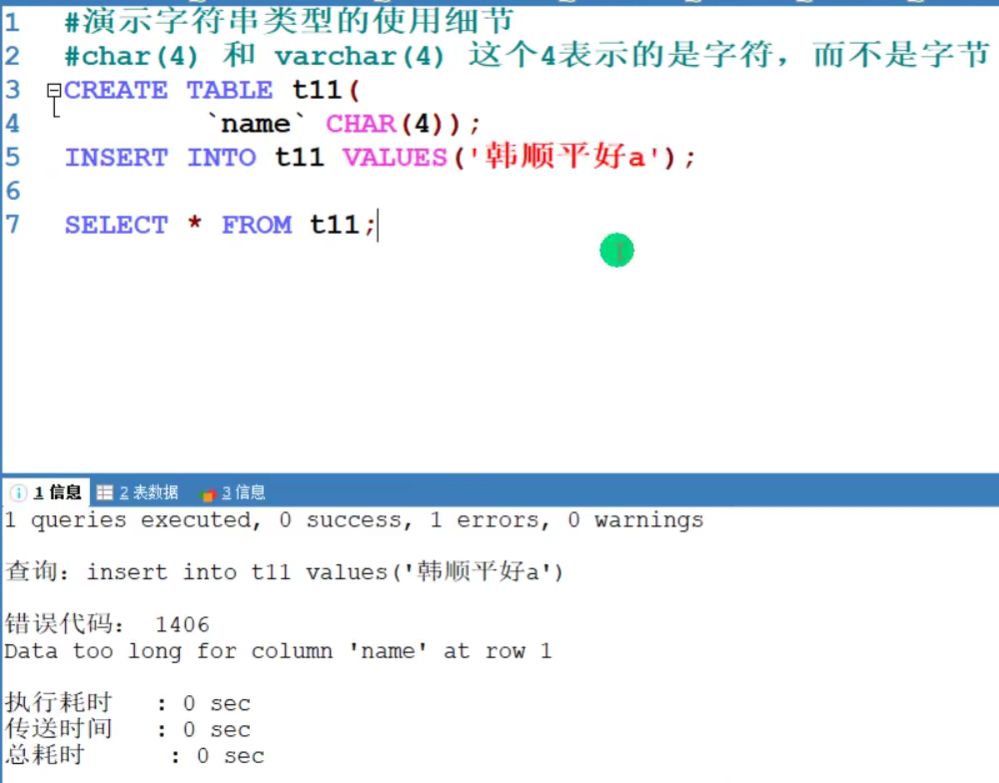 1 #演示字符串类型的使用细节
2 #char(4) 和 varchar(4) 这个4表示的是字符，而不是字节
3 CREATE TABLE t11(
4 `name` CHAR(4));
5 INSERT INTO t11 VALUES('韩顺平好a');
6
7 SELECT * FROM t11;
1 信息 2 表数据 3 信息
1 queries executed, 0 success, 1 errors, 0 warnings
查询：insert into t11 values('韩顺平好a')
错误代码： 1406
Data too long for column 'name' at row 1
执行耗时 : 0 sec
传送时间 : 0 sec
总耗时 : 0 sec